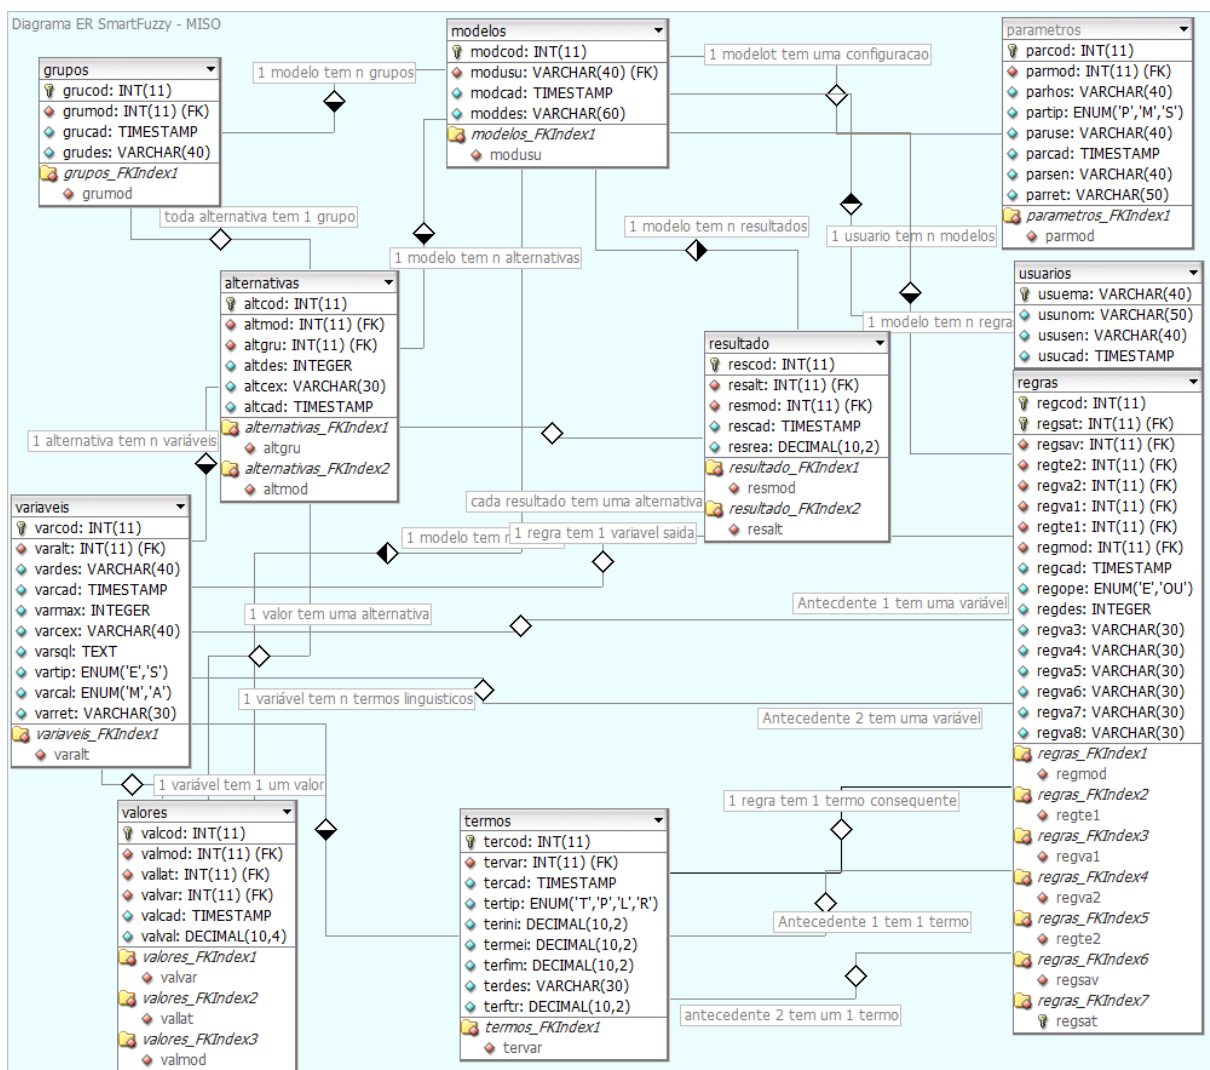 Diagrama ER SmartFuzzy - MISO
modelos
modcod: INT(11)
modusu: VARCHAR(40) (FK)
modcad: TIMESTAMP
moddes: VARCHAR(60)
modelos_FKIndex1
modusu
parametros
parcod: INT(11)
parmod: INT(11) (FK)
parhos: VARCHAR(40)
partip: ENUM('P','M','S')
paruse: VARCHAR(40)
parcad: TIMESTAMP
parsen: VARCHAR(40)
parret: VARCHAR(50)
parametros_FKIndex1
parmod
grupos
grucod: INT(11)
grumod: INT(11) (FK)
grucad: TIMESTAMP
grudes: VARCHAR(40)
grupos_FKIndex1
grumod
1 modelo tem n grupos
1 modelot tem uma configuracao
toda alternativa tem 1 grupo
1 modelo tem n alternativas
1 modelo tem n resultados
1 usuario tem n modelos
1 modelo tem n regra
usuarios
usuema: VARCHAR(40)
usunom: VARCHAR(50)
ususen: VARCHAR(40)
usucad: TIMESTAMP
alternativas
altcod: INT(11)
altmod: INT(11) (FK)
altgru: INT(11) (FK)
altdes: INTEGER
altcex: VARCHAR(30)
altcad: TIMESTAMP
alternativas_FKIndex1
altgru
alternativas_FKIndex2
altmod
resultado
rescod: INT(11)
resalt: INT(11) (FK)
resmod: INT(11) (FK)
rescad: TIMESTAMP
resrea: DECIMAL(10,2)
resultado_FKIndex1
resmod
resultado_FKIndex2
resalt
regras
regcod: INT(11)
regsat: INT(11) (FK)
regsav: INT(11) (FK)
regte2: INT(11) (FK)
regva2: INT(11) (FK)
regva1: INT(11) (FK)
regte1: INT(11) (FK)
regmod: INT(11) (FK)
regcad: TIMESTAMP
regope: ENUM('E','OU')
regdes: INTEGER
regva3: VARCHAR(30)
regva4: VARCHAR(30)
regva5: VARCHAR(30)
regva6: VARCHAR(30)
regva7: VARCHAR(30)
regva8: VARCHAR(30)
regras_FKIndex1
regmod
regras_FKIndex2
regte1
regras_FKIndex3
regva1
regras_FKIndex4
regva2
regras_FKIndex5
regte2
regras_FKIndex6
regsav
regras_FKIndex7
regsat
1 alternativa tem n variáveis
cada resultado tem uma alternativa
1 modelo tem
1 regra tem 1 variavel saida
variaveis
varcod: INT(11)
varalt: INT(11) (FK)
vardes: VARCHAR(40)
varcad: TIMESTAMP
varmax: INTEGER
varcex: VARCHAR(40)
varsql: TEXT
vartip: ENUM('E','S')
varcal: ENUM('M','A')
varret: VARCHAR(30)
variaveis_FKIndex1
varalt
1 valor tem uma alternativa
Antecdente 1 tem uma variável
1 variável tem n termos linguisticos
Antecedente 2 tem uma variável
1 variável tem 1 um valor
1 regra tem 1 termo consequente
valores
valcod: INT(11)
valmod: INT(11) (FK)
vallat: INT(11) (FK)
valvar: INT(11) (FK)
valcad: TIMESTAMP
valval: DECIMAL(10,4)
valores_FKIndex1
valvar
valores_FKIndex2
vallat
valores_FKIndex3
valmod
termos
tercod: INT(11)
tervar: INT(11) (FK)
tercad: TIMESTAMP
tertip: ENUM('T','P','L','R')
terini: DECIMAL(10,2)
termei: DECIMAL(10,2)
terfim: DECIMAL(10,2)
terdes: VARCHAR(30)
terftr: DECIMAL(10,2)
termos_FKIndex1
tervar
Antecedente 1 tem 1 termo
antecedente 2 tem um 1 termo